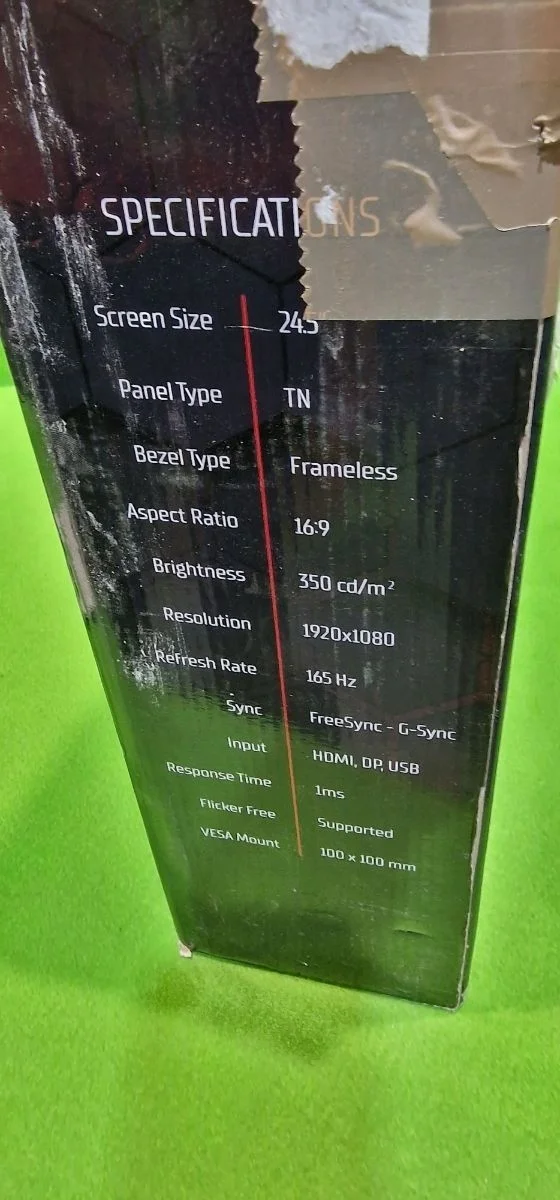 SPECIFICATIONS
Screen Size 24.5"
Panel Type TN
Bezel Type Frameless
Aspect Ratio 16:9
Brightness 350 cd/m²
Resolution 1920x1080
Refresh Rate 165 Hz
Sync FreeSync - G-Sync
Input HDMI, DP, USB
Response Time 1ms
Flicker Free Supported
VESA Mount 100 x 100 mm